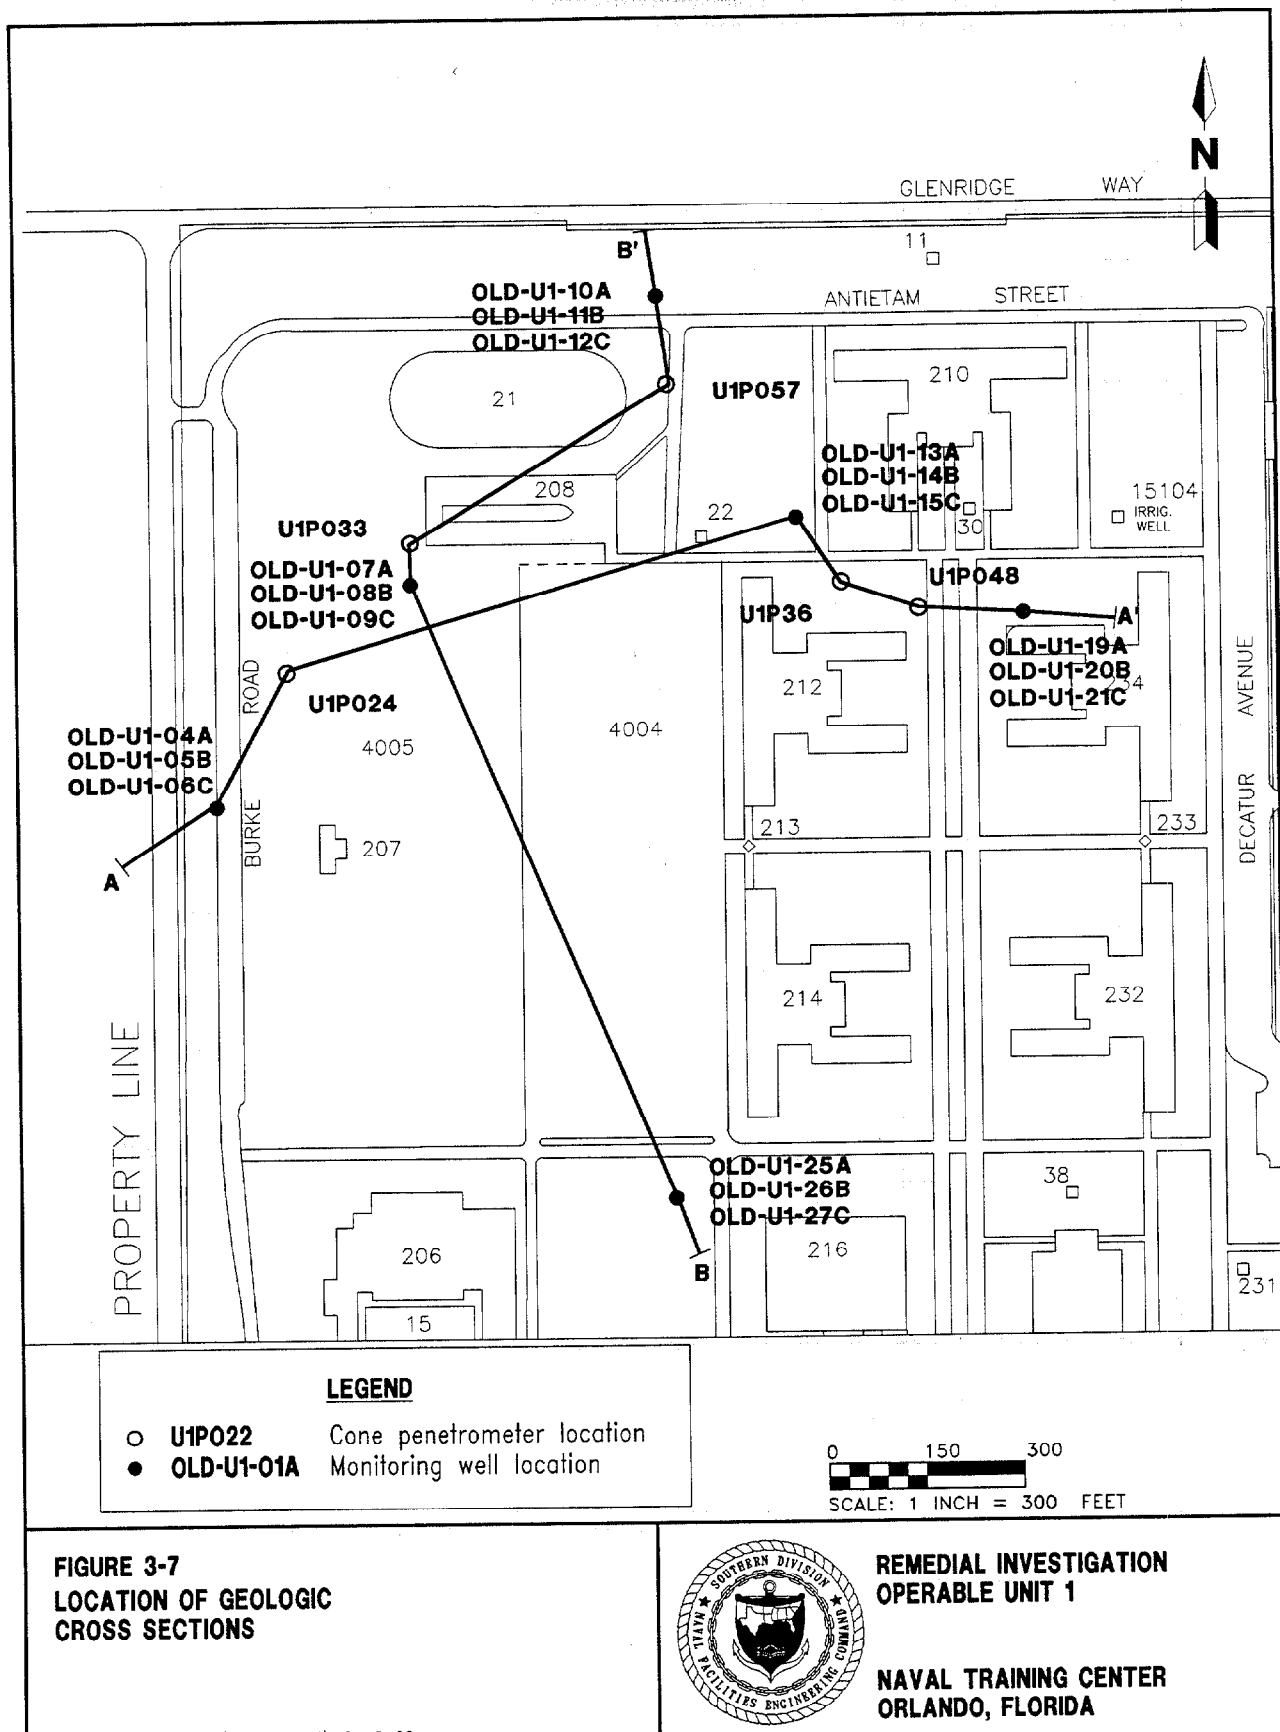 N
GLENRIDGE WAY
B'
11
OLD-U1-10A
OLD-U1-11B
OLD-U1-12C
ANTIETAM STREET
21
U1P057
210
OLD-U1-13A
OLD-U1-14B
OLD-U1-15C
208
22
30
15104
IRRIG.
WELL
U1P033
OLD-U1-07A
OLD-U1-08B
OLD-U1-09C
U1P048
U1P36
A'
OLD-U1-19A
OLD-U1-20B
OLD-U1-21C
234
212
U1P024
BURKE ROAD
4005
4004
OLD-U1-04A
OLD-U1-05B
OLD-U1-06C
DECATUR AVENUE
A
207
213
233
214
232
PROPERTY LINE
OLD-U1-25A
OLD-U1-26B
OLD-U1-27C
38
206
216
B
231
15
LEGEND
U1P022 Cone penetrometer location
OLD-U1-01A Monitoring well location
0 150 300
SCALE: 1 INCH = 300 FEET
FIGURE 3-7
LOCATION OF GEOLOGIC
CROSS SECTIONS
SOUTHERN DIVISION
NAVAL FACILITIES ENGINEERING COMMAND
REMEDIAL INVESTIGATION
OPERABLE UNIT 1
NAVAL TRAINING CENTER
ORLANDO, FLORIDA